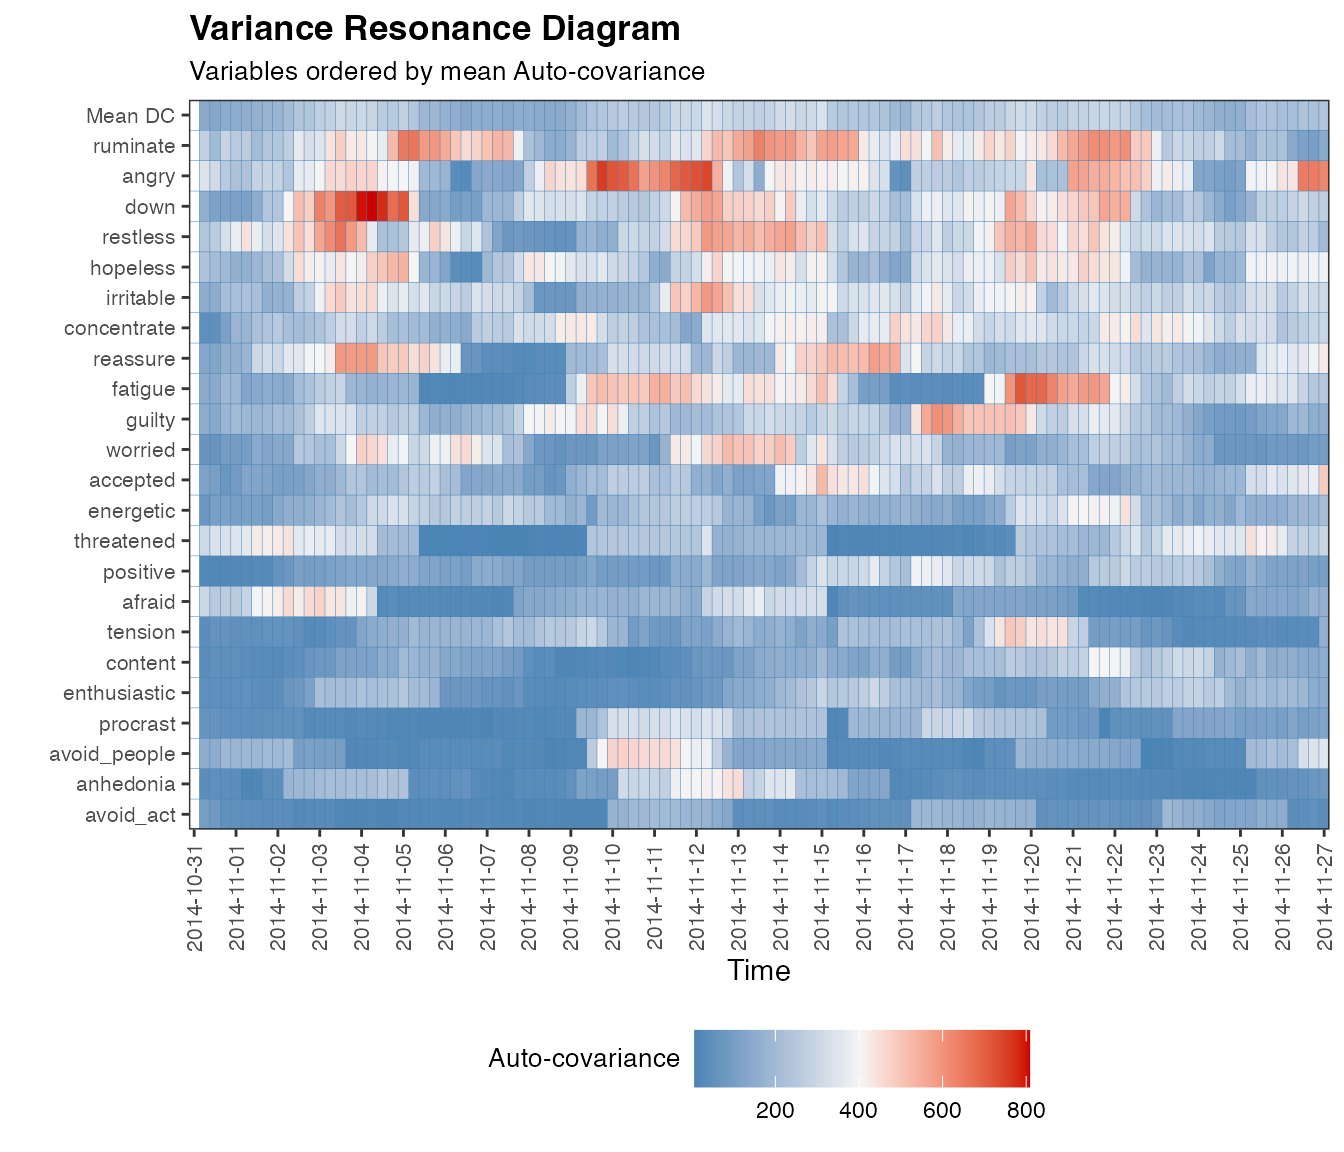 Variance Resonance Diagram
Variables ordered by mean Auto-covariance
Mean DC
ruminate
angry
down
restless
hopeless
irritable
concentrate
reassure
fatigue
guilty
worried
accepted
energetic
threatened
positive
afraid
tension
content
enthusiastic
procrast
avoid_people
anhedonia
avoid_act
2014-10-31
2014-11-01
2014-11-02
2014-11-03
2014-11-04
2014-11-05
2014-11-06
2014-11-07
2014-11-08
2014-11-09
2014-11-10
2014-11-11
2014-11-12
2014-11-13
2014-11-14
2014-11-15
2014-11-16
2014-11-17
2014-11-18
2014-11-19
2014-11-20
2014-11-21
2014-11-22
2014-11-23
2014-11-24
2014-11-25
2014-11-26
2014-11-27
Time
Auto-covariance
200 400 600 800